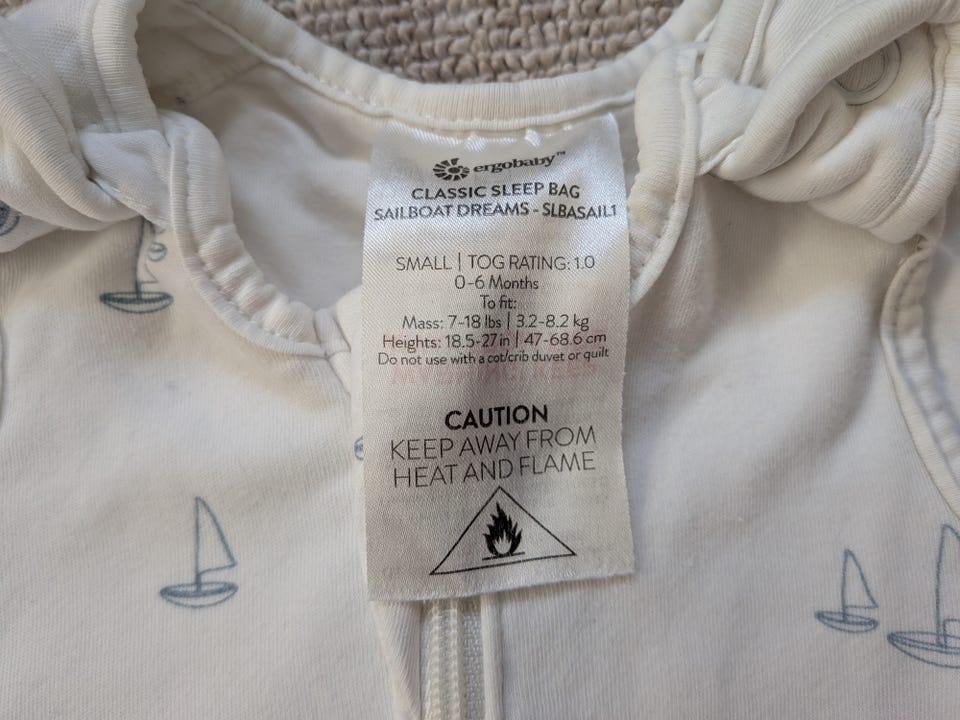 ergobaby™
CLASSIC SLEEP BAG
SAILBOAT DREAMS - SLBASAIL1
SMALL | TOG RATING: 1.0
0-6 Months
To fit:
Mass: 7-18 lbs | 3.2-8.2 kg
Heights: 18.5-27 in | 47-68.6 cm
Do not use with a cot/crib duvet or quilt
CAUTION
KEEP AWAY FROM
HEAT AND FLAME